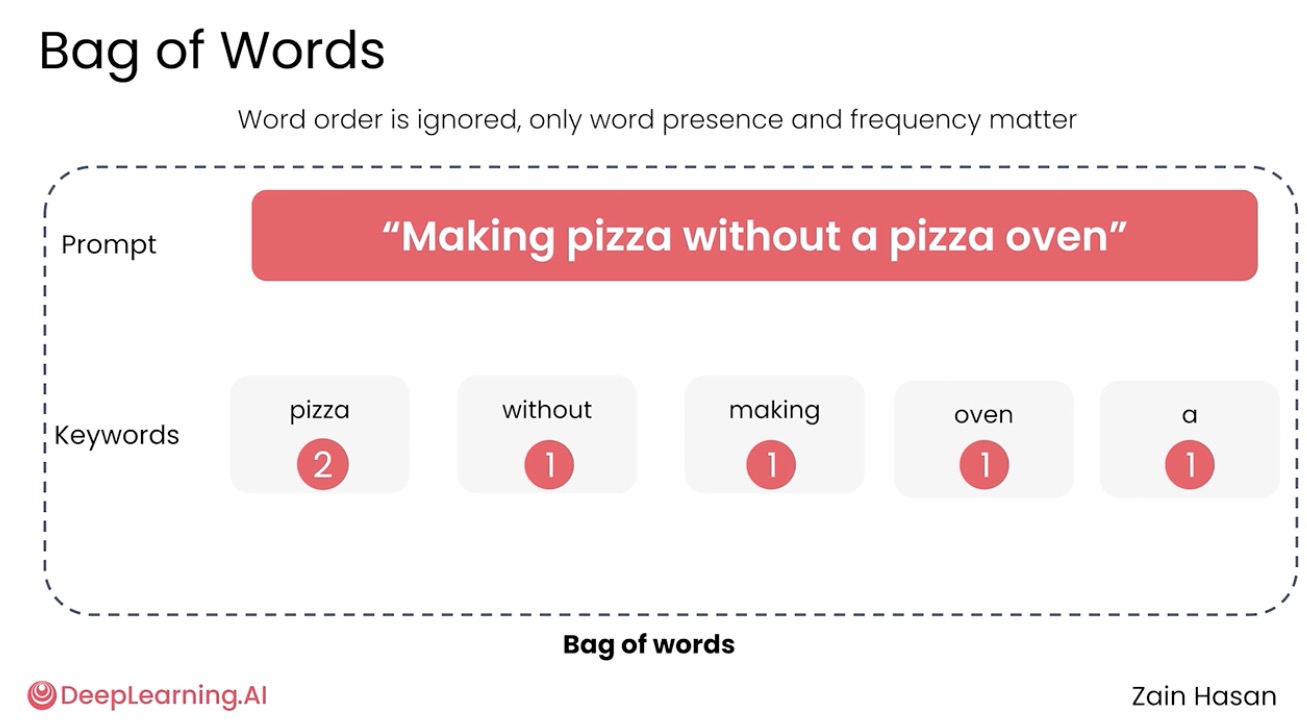 Bag of Words
Word order is ignored, only word presence and frequency matter
Prompt
“Making pizza without a pizza oven”
Keywords
pizza
2
without
1
making
1
oven
1
a
1
Bag of words
DeepLearning.AI
Zain Hasan